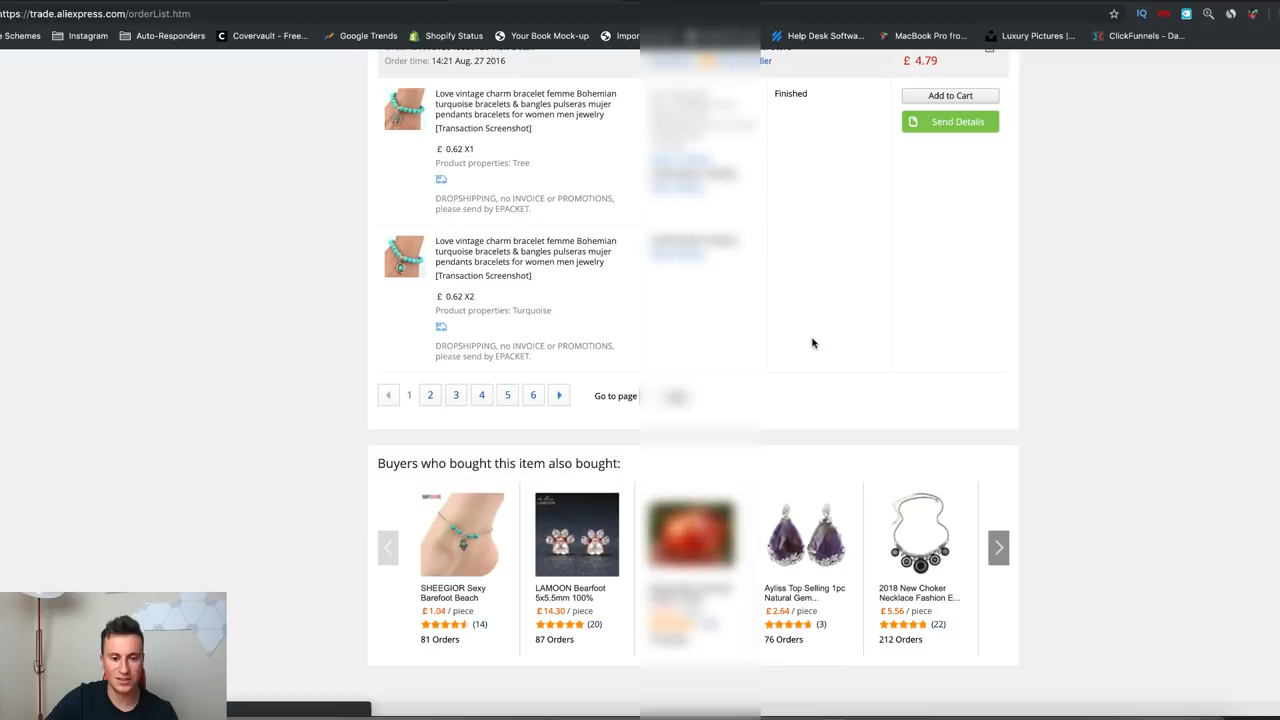 https://trade.aliexpress.com/orderList.htm
e Schemes
Importance
Auto-Responders
Covervault - Free...
Google Trends
Shopify Status
Your Book Mock-up
Impor
Help Desk Softwa...
MacBook Pro from...
Luxury Pictures |...
ClickFunnels - Da...
Order time: 14:21 Aug. 27 2016
ller
£ 4.79
Love vintage charm bracelet femme Bohemian
turquoise bracelets & bangles pulseras mujer
pendants bracelets for women men jewelry
[Transaction Screenshot]
£ 0.62 X1
Product properties: Tree
DROPSHIPPING, no INVOICE or PROMOTIONS,
please send by EPACKET.
Finished
Add to Cart
Send Details
Love vintage charm bracelet femme Bohemian
turquoise bracelets & bangles pulseras mujer
pendants bracelets for women men jewelry
[Transaction Screenshot]
£ 0.62 X2
Product properties: Turquoise
DROPSHIPPING, no INVOICE or PROMOTIONS,
please send by EPACKET.
1 2 3 4 5 6
Go to page
Buyers who bought this item also bought:
SHEEGIOR Sexy
Barefoot Beach
£1.04 / piece
(14)
81 Orders
LAMOON Bearfoot
5x5.5mm 100%
£14.30 / piece
(20)
87 Orders
Ayliss Top Selling 1pc
Natural Gem...
£2.64 / piece
(3)
76 Orders
2018 New Choker
Necklace Fashion E...
£5.56 / piece
(22)
212 Orders